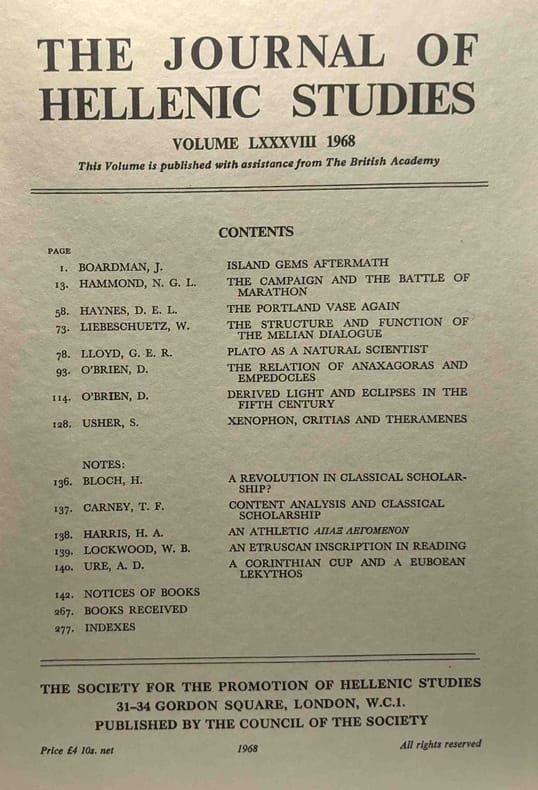 THE JOURNAL OF
HELLENIC STUDIES
VOLUME LXXXVIII 1968
This Volume is published with assistance from The British Academy
CONTENTS
PAGE
1. BOARDMAN, J. ISLAND GEMS AFTERMATH
13. HAMMOND, N. G. L. THE CAMPAIGN AND THE BATTLE OF
MARATHON
58. HAYNES, D. E. L. THE PORTLAND VASE AGAIN
73. LIEBESCHUETZ, W. THE STRUCTURE AND FUNCTION OF
THE MELIAN DIALOGUE
78. LLOYD, G. E. R. PLATO AS A NATURAL SCIENTIST
93. O'BRIEN, D. THE RELATION OF ANAXAGORAS AND
EMPEDOCLES
114. O'BRIEN, D. DERIVED LIGHT AND ECLIPSES IN THE
FIFTH CENTURY
128. USHER, S. XENOPHON, CRITIAS AND THERAMENES
NOTES:
136. BLOCH, H. A REVOLUTION IN CLASSICAL SCHOLAR-
SHIP?
137. CARNEY, T. F. CONTENT ANALYSIS AND CLASSICAL
SCHOLARSHIP
138. HARRIS, H. A. AN ATHLETIC ΑΠΑΞ ΛΕΓΟΜΕΝΟΝ
139. LOCKWOOD, W. B. AN ETRUSCAN INSCRIPTION IN READING
140. URE, A. D. A CORINTHIAN CUP AND A EUBOEAN
LEKYTHOS
142. NOTICES OF BOOKS
267. BOOKS RECEIVED
277. INDEXES
THE SOCIETY FOR THE PROMOTION OF HELLENIC STUDIES
31–34 GORDON SQUARE, LONDON, W.C.1.
PUBLISHED BY THE COUNCIL OF THE SOCIETY
Price £4 10s. net 1968 All rights reserved